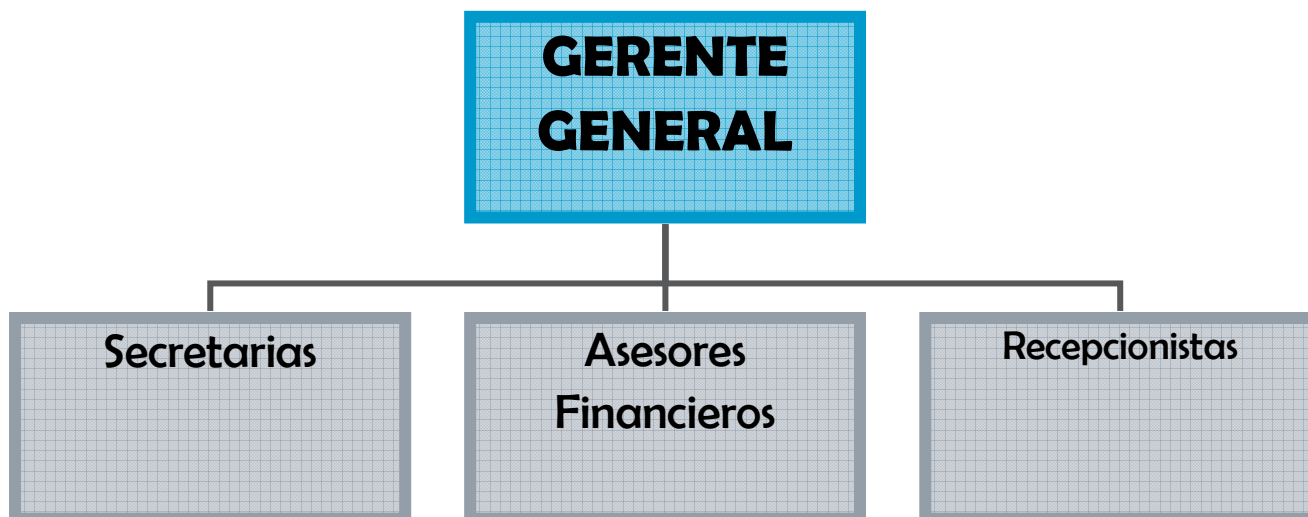 GERENTE
GENERAL
Secretarias
Asesores
Financieros
Recepcionistas